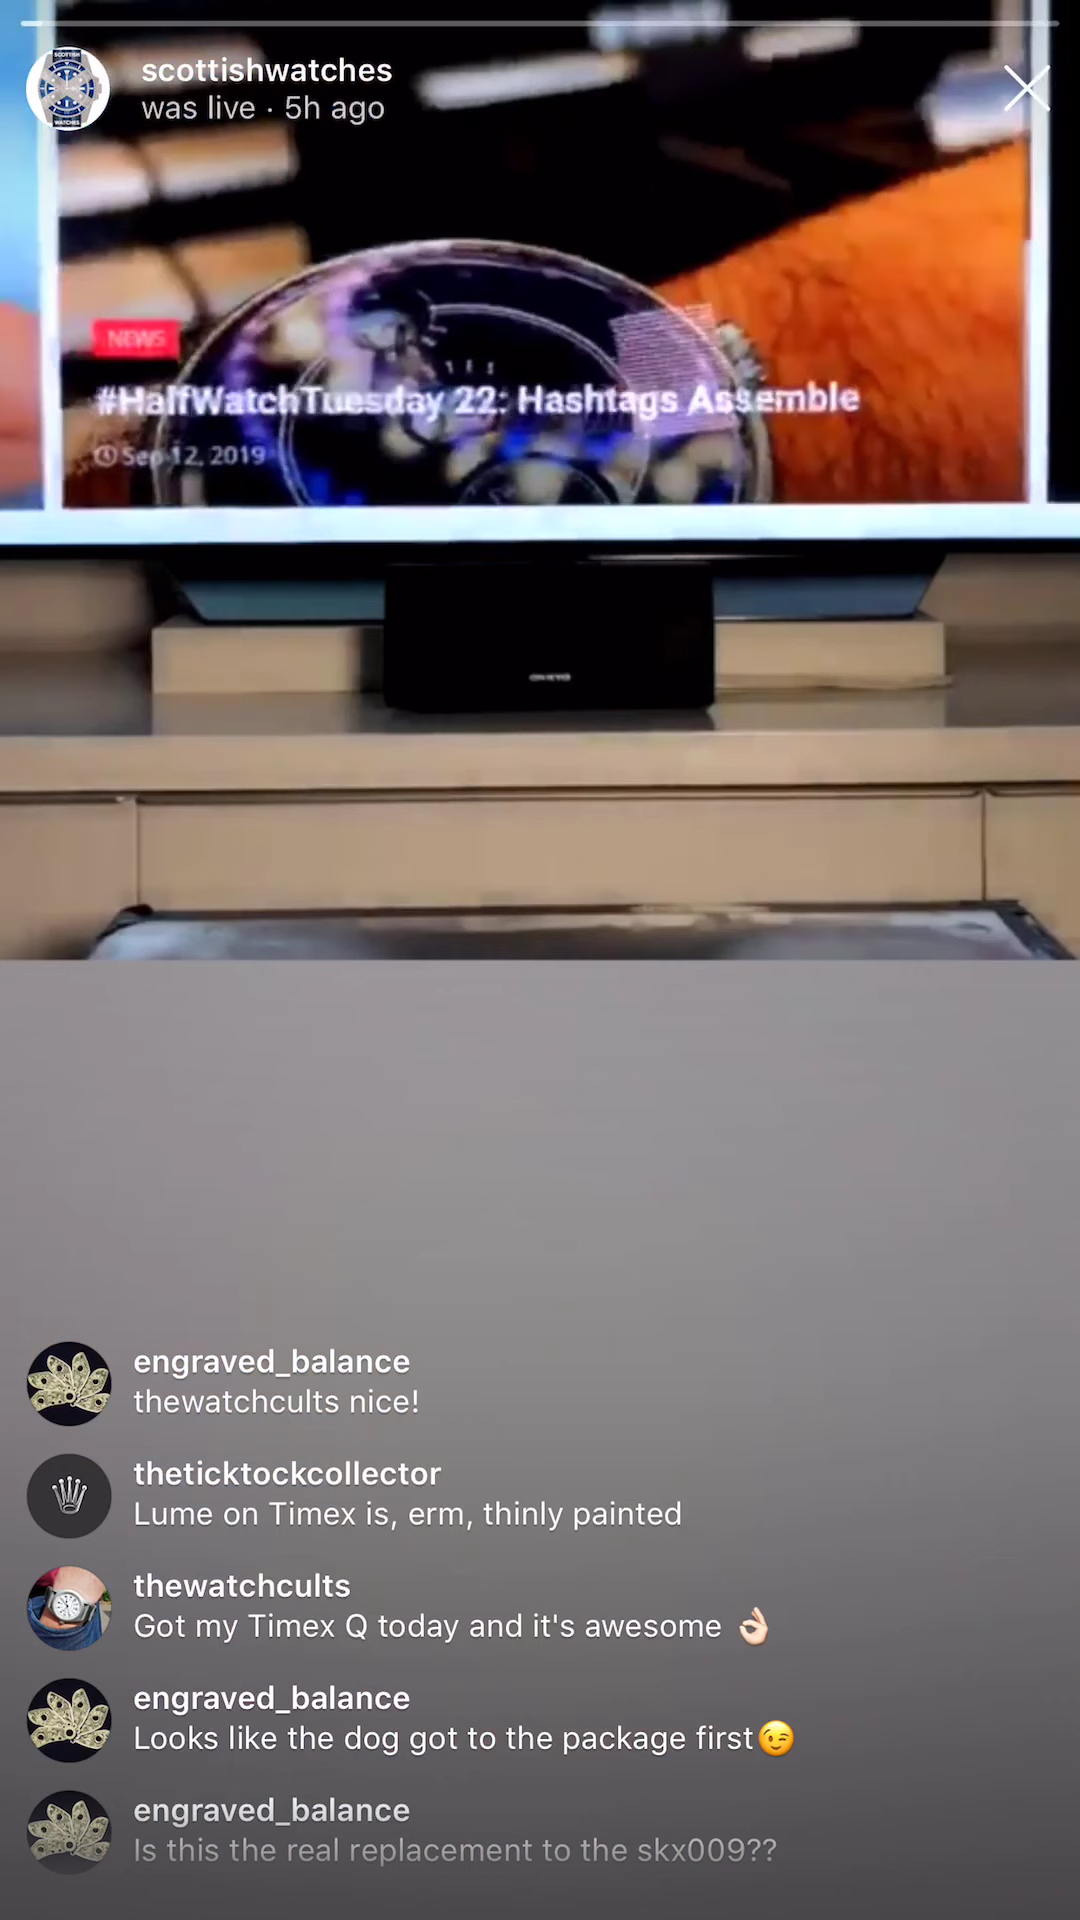 scottishwatches
was live · 5h ago
NEWS
#HalfWatchTuesday 22: Hashtags Assemble
Sep 12, 2019
ONKYO
engraved_balance
thewatchcults nice!
theticktockcollector
Lume on Timex is, erm, thinly painted
thewatchcults
Got my Timex Q today and it's awesome 👌🏻
engraved_balance
Looks like the dog got to the package first😉
engraved_balance
Is this the real replacement to the skx009??